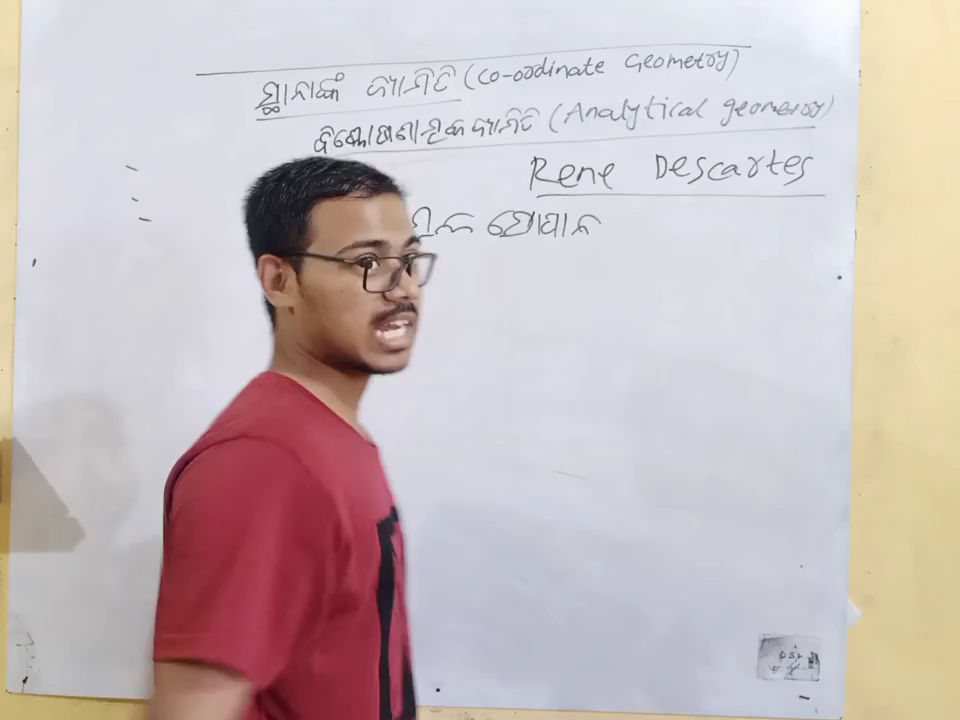 ସ୍ଥାନାଙ୍କ ଜ୍ୟାମିତି (Co-ordinate Geometry)
ବିଶ୍ଳେଷଣାତ୍ମକ ଜ୍ୟାମିତି (Analytical geometry)
Rene Descartes